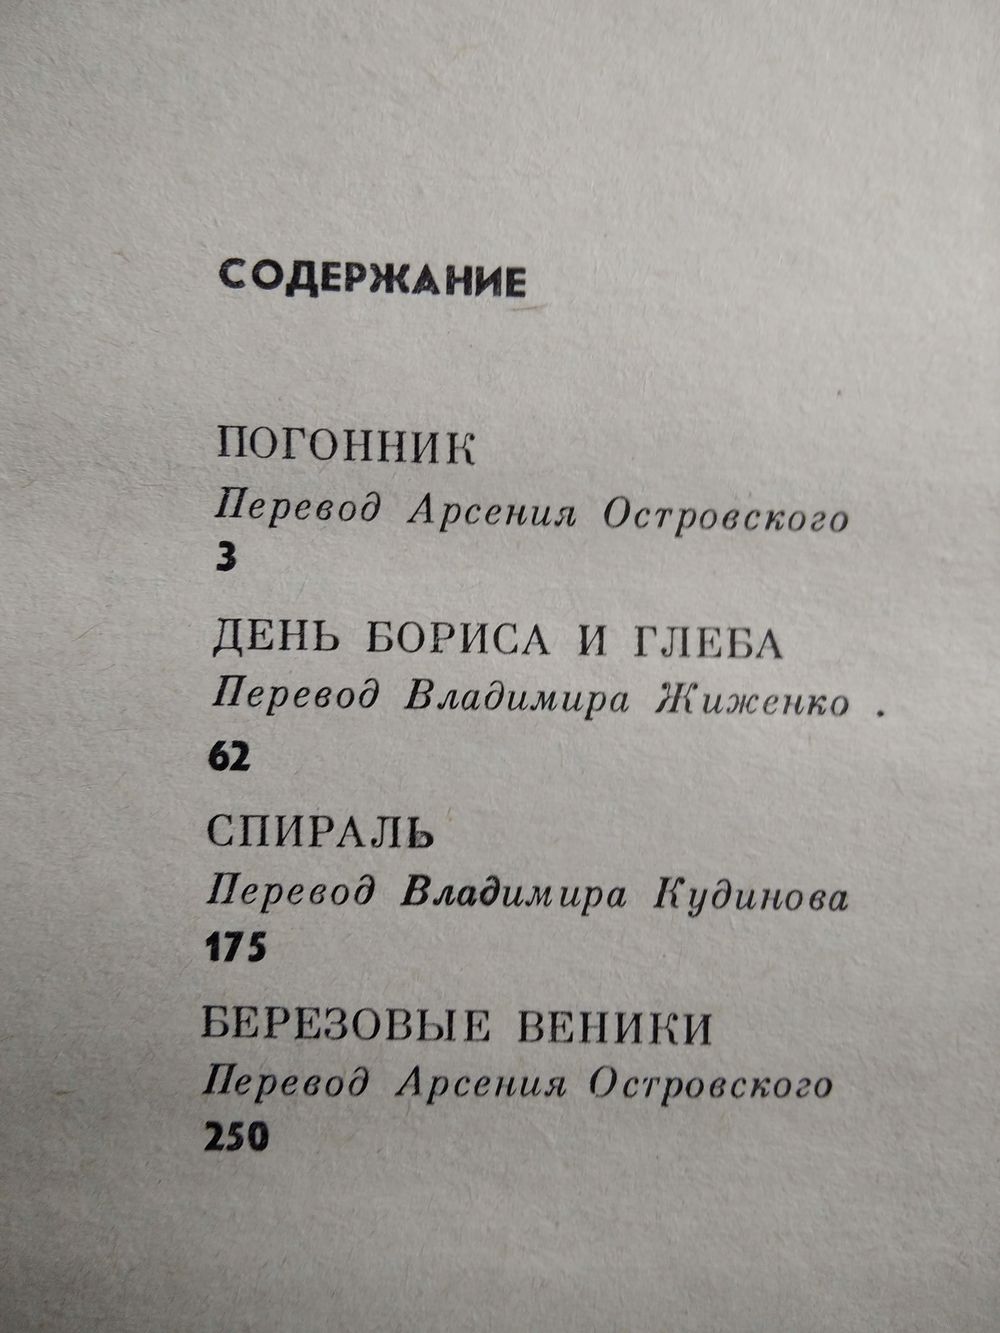 СОДЕРЖАНИЕ
ПОГОННИК
Перевод Арсения Островского
3
ДЕНЬ БОРИСА И ГЛЕБА
Перевод Владимира Жиженко .
62
СПИРАЛЬ
Перевод Владимира Кудинова
175
БЕРЕЗОВЫЕ ВЕНИКИ
Перевод Арсения Островского
250